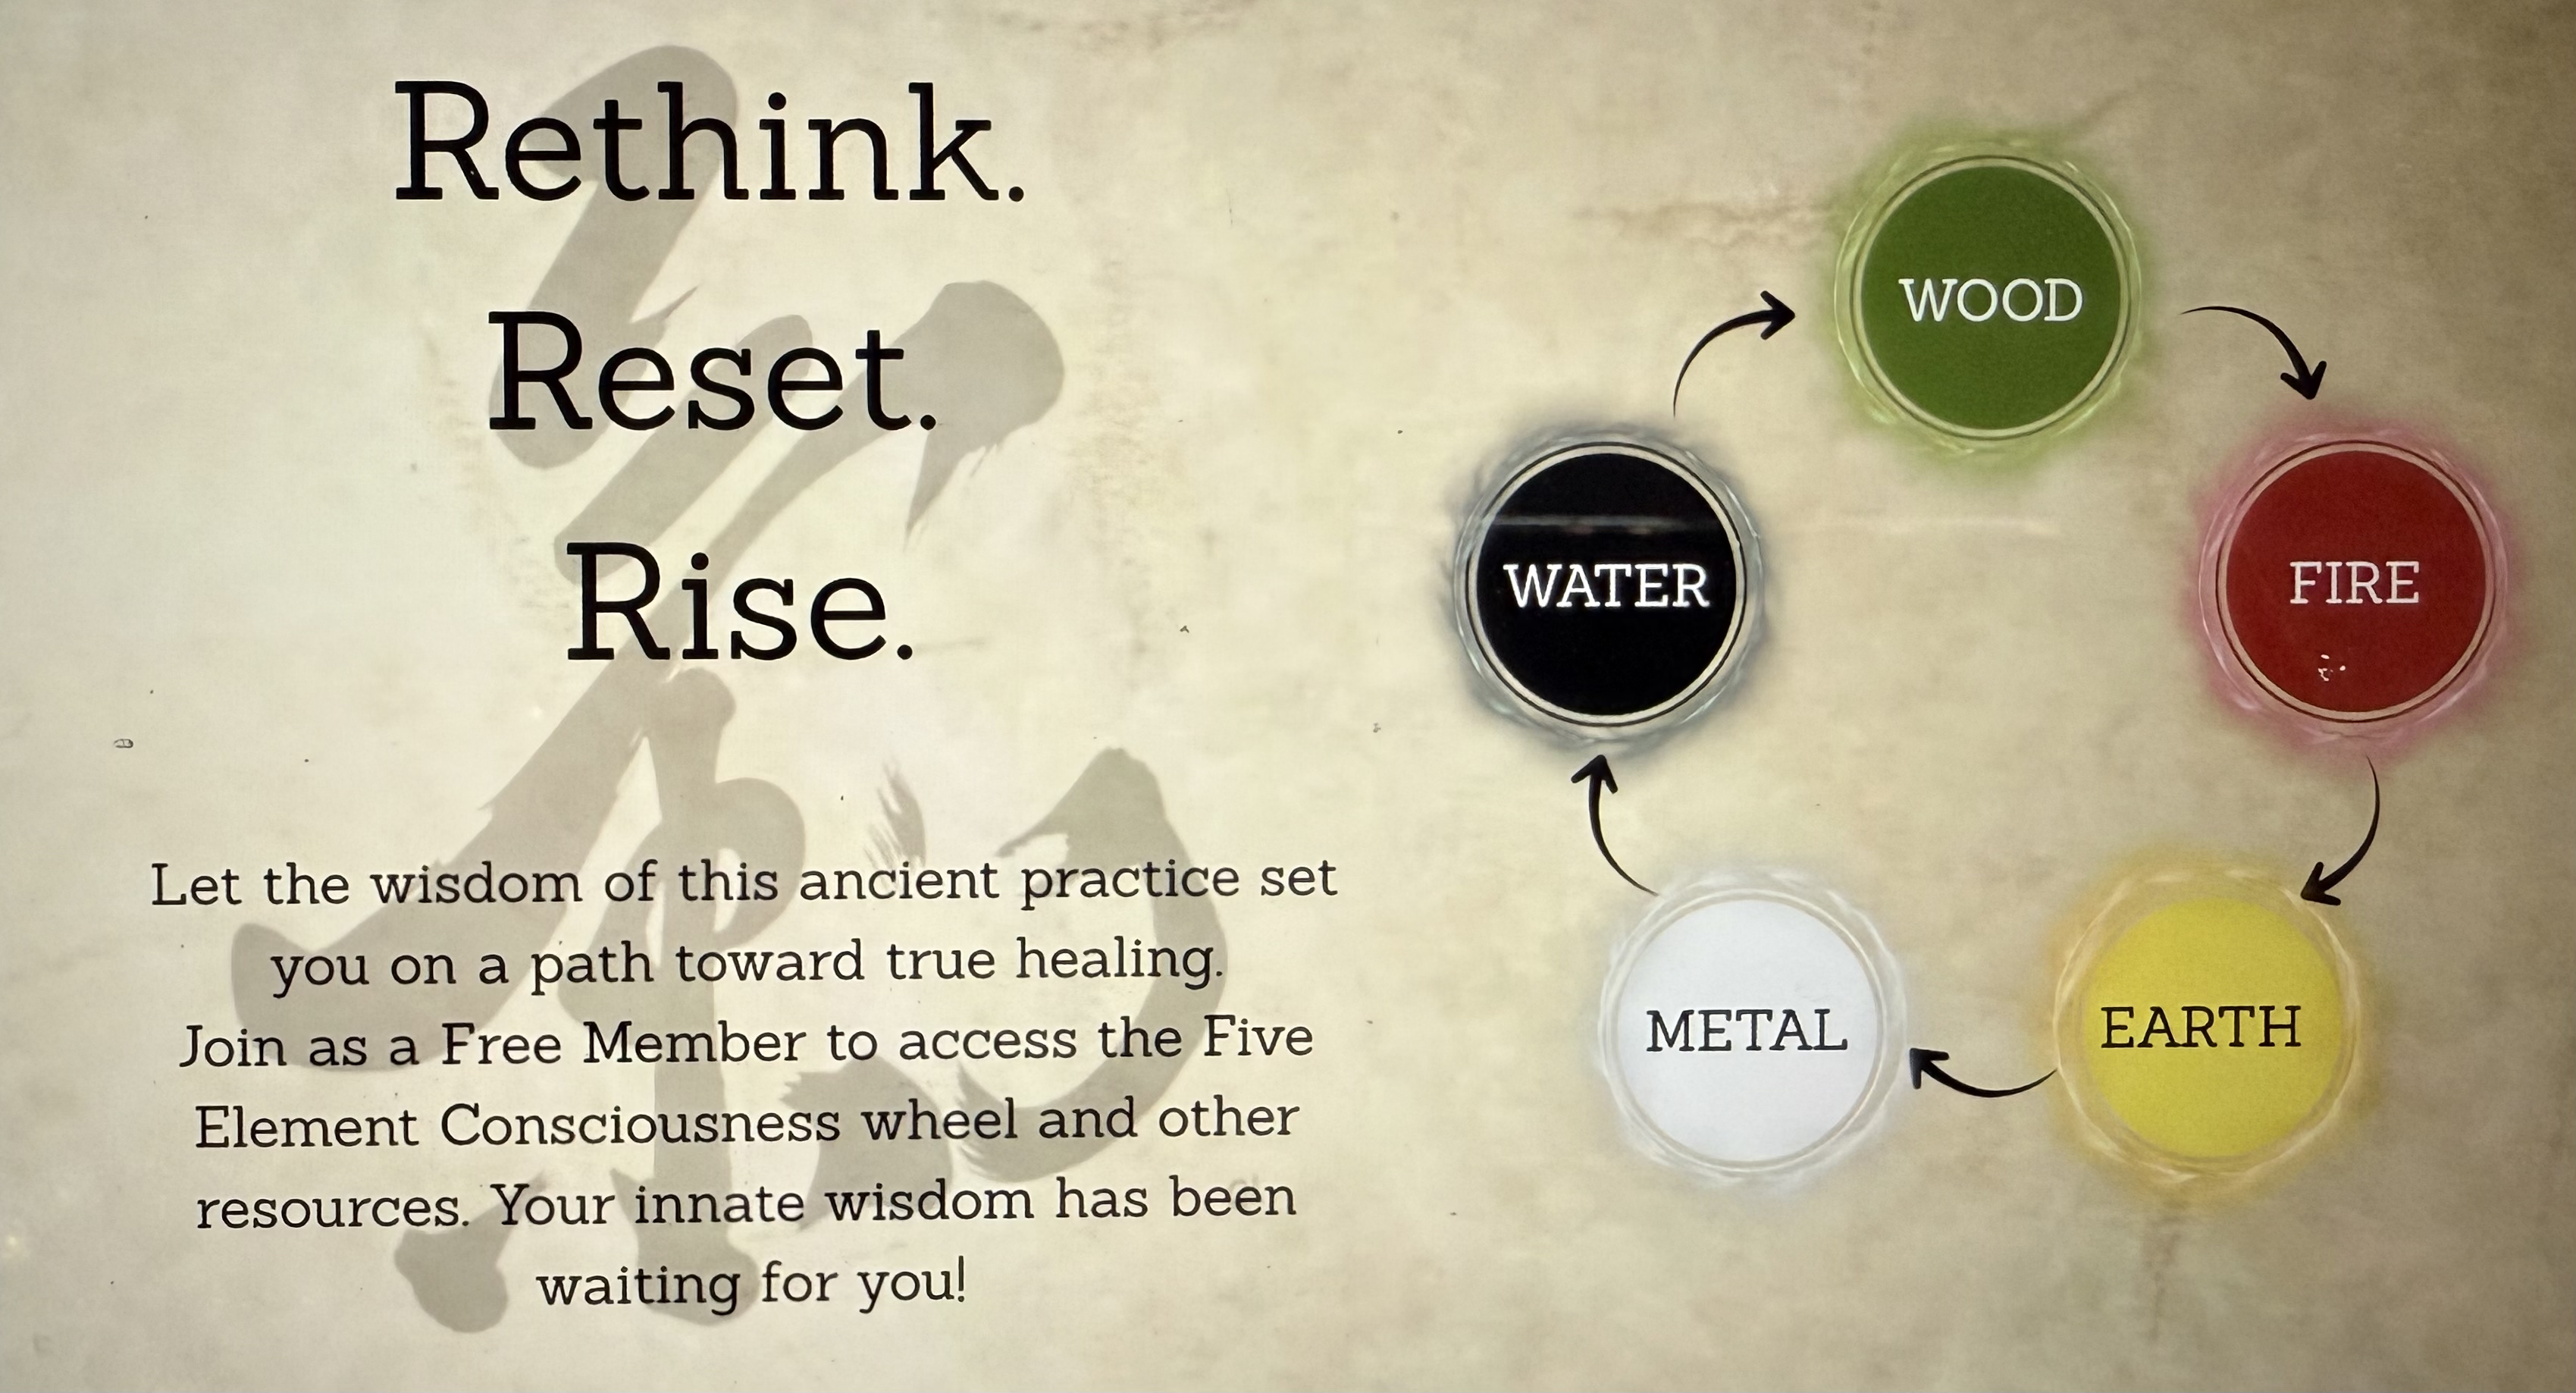 Rethink.
Reset.
Rise.
Let the wisdom of this ancient practice set
you on a path toward true healing.
Join as a Free Member to access the Five
Element Consciousness wheel and other
resources. Your innate wisdom has been
waiting for you!
WOOD
FIRE
EARTH
METAL
WATER